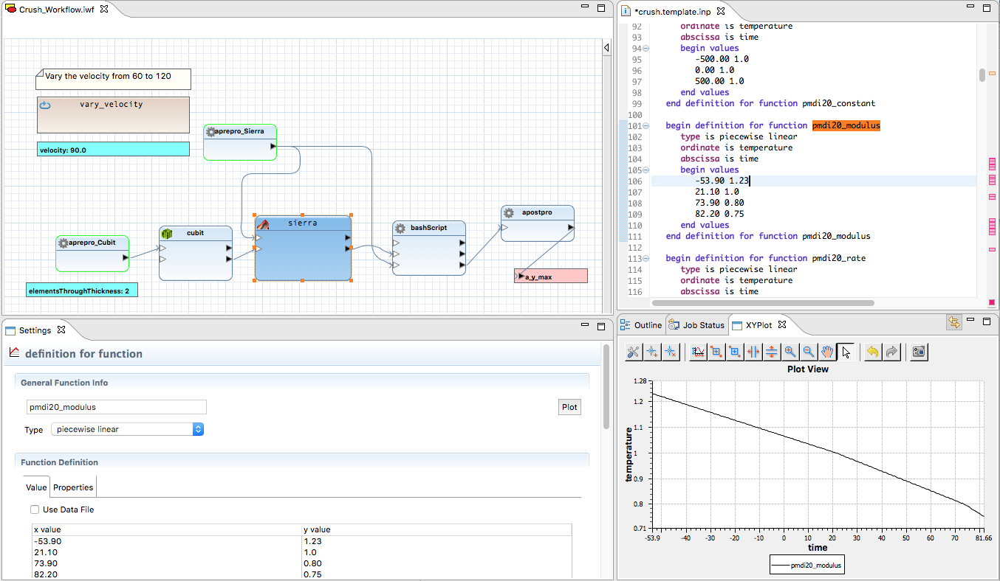 Crush_Workflow.iwf
Vary the velocity from 60 to 120
vary_velocity
velocity: 90.0
aprepro_Sierra
sierra
cubit
aprepro_Cubit
elementsThroughThickness: 2
bashScript
apostpro
a_y_max
*crush.template.inp
92 ordinate is temperature
93 abscissa is time
94 begin values
95 -500.00 1.0
96 0.00 1.0
97 500.00 1.0
98 end values
99 end definition for function pmdi20_constant
100
101 begin definition for function pmdi20_modulus
102 type is piecewise linear
103 ordinate is temperature
104 abscissa is time
105 begin values
106 -53.90 1.23
107 21.10 1.0
108 73.90 0.80
109 82.20 0.75
110 end values
111 end definition for function pmdi20_modulus
112
113 begin definition for function pmdi20_rate
114 type is piecewise linear
115 ordinate is temperature
116 abscissa is time
Settings
definition for function
General Function Info
pmdi20_modulus
Plot
Type piecewise linear
Function Definition
Value Properties
Use Data File
x value y value
-53.90 1.23
21.10 1.0
73.90 0.80
82.20 0.75
Outline Job Status XYPlot
Plot View
1.28
1.2
1.1
1
0.9
0.8
0.71
temperature
-53.9 -40 -30 -20 -10 0 10 20 30 40 50 60 70 81.66
time
pmdi20_modulus